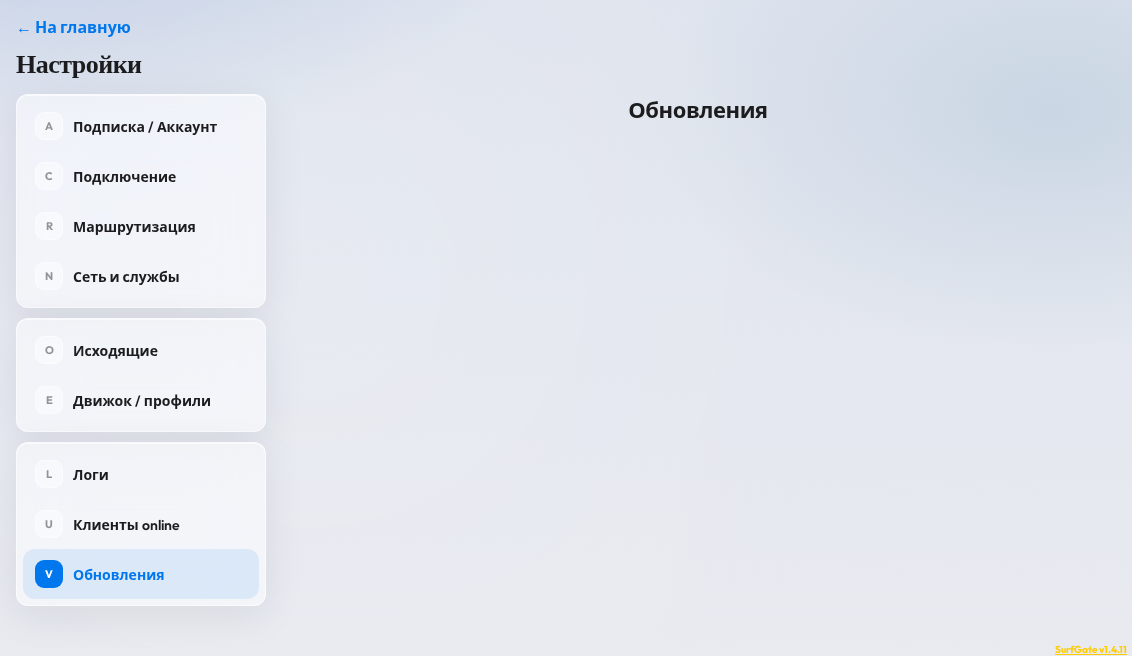 ← На главную
Настройки
A Подписка / Аккаунт
C Подключение
R Маршрутизация
N Сеть и службы
O Исходящие
E Движок / профили
L Логи
U Клиенты online
V Обновления
Обновления
SurfGate v1.4.11